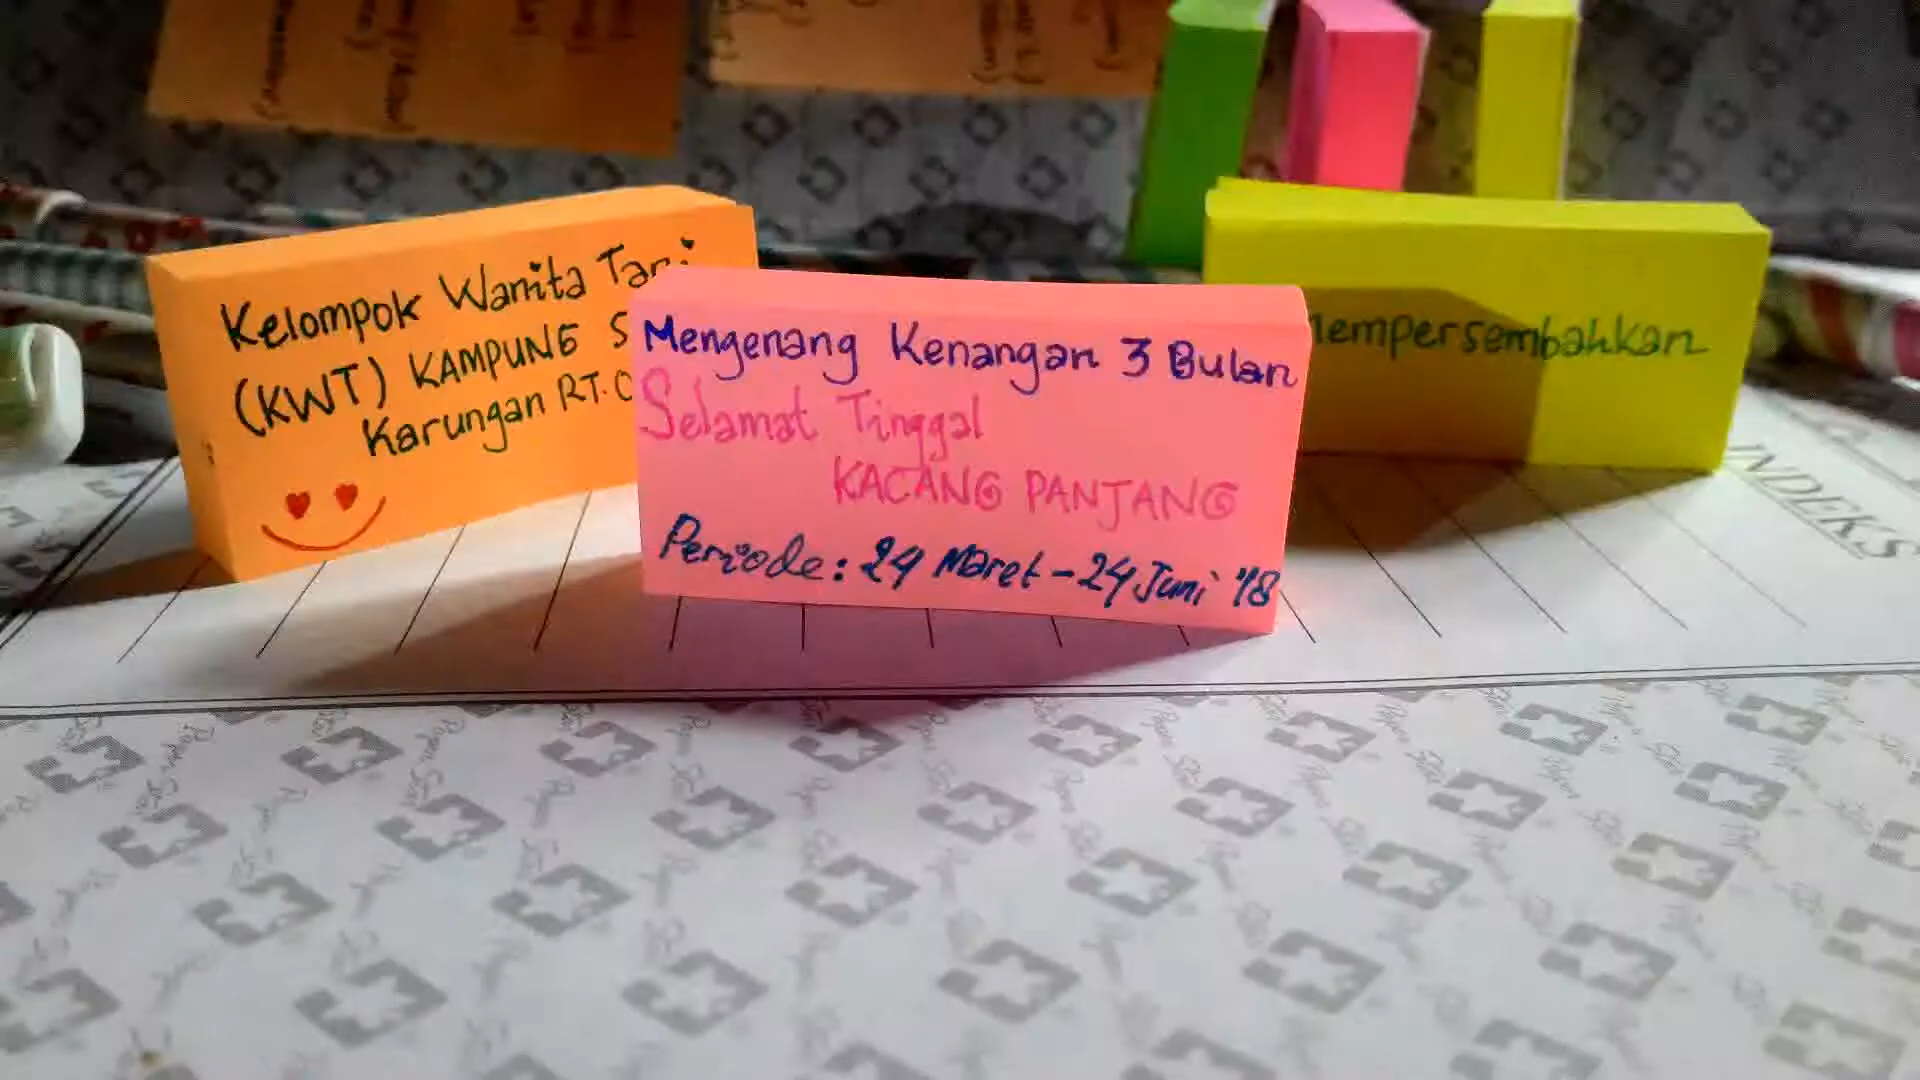 Kelompok Wanita Tani
(KWT) KAMPUNG S
Karungan RT.
Mengenang Kenangan 3 Bulan
Selamat Tinggal
KACANG PANJANG
Periode: 24 Maret - 24 Juni '18
mempersembahkan
INDEKS